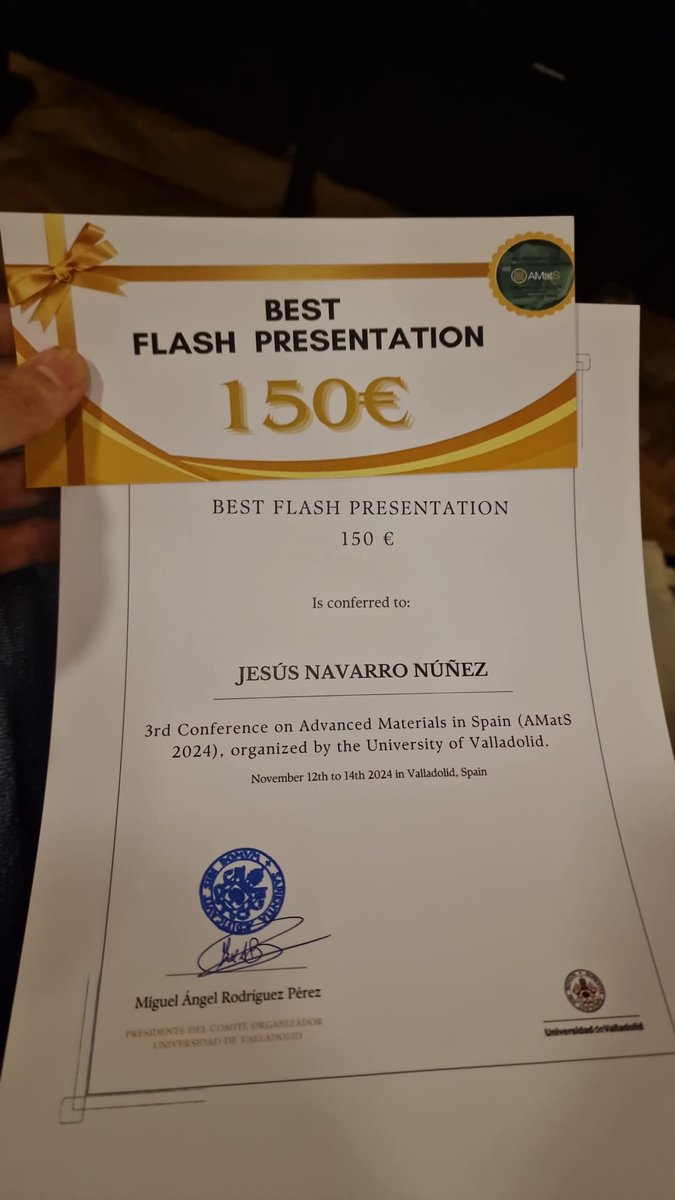 AMatS
BEST
FLASH PRESENTATION
150€
BEST FLASH PRESENTATION
150 €
Is conferred to:
JESÚS NAVARRO NÚÑEZ
3rd Conference on Advanced Materials in Spain (AMatS
2024), organized by the University of Valladolid.
November 12th to 14th 2024 in Valladolid, Spain
Miguel Ángel Rodríguez Pérez
PRESIDENTE DEL COMITÉ ORGANIZADOR
UNIVERSIDAD DE VALLADOLID
Universidad de Valladolid